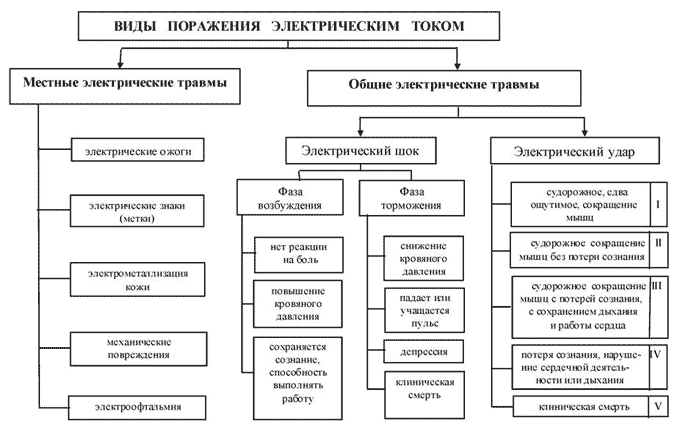 ВИДЫ ПОРАЖЕНИЯ ЭЛЕКТРИЧЕСКИМ ТОКОМ
Местные электрические травмы
электрические ожоги
электрические знаки
(метки)
электрометаллизация
кожи
механические
повреждения
электроофтальмия
Общие электрические травмы
Электрический шок
Фаза
возбуждения
нет реакции
на боль
повышение
кровяного
давления
сохраняется
сознание,
способность
выполнять
работу
Фаза
торможения
снижение
кровяного
давления
падает или
учащается
пульс
депрессия
клиническая
смерть
Электрический удар
судорожное, едва
ощутимое, сокращение
мышц
I
судорожное сокращение
мышц без потери сознания
II
судорожное сокращение
мышц с потерей сознания,
с сохранением дыхания
и работы сердца
III
потеря сознания, наруше-
ние сердечной деятель-
ности или дыхания
IV
клиническая смерть
V